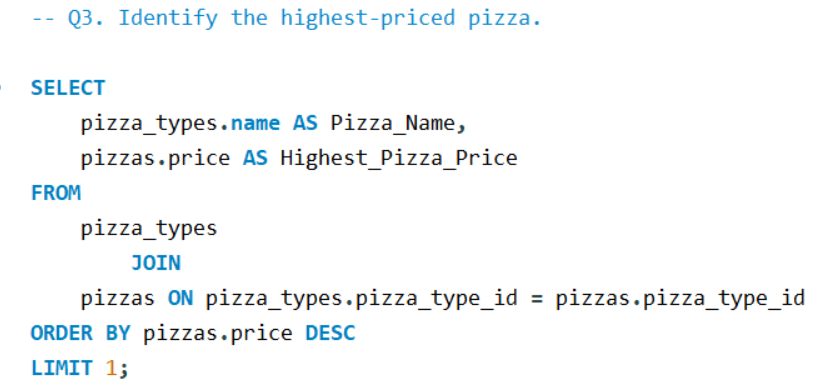 -- Q3. Identify the highest-priced pizza.
SELECT
pizza_types.name AS Pizza_Name,
pizzas.price AS Highest_Pizza_Price
FROM
pizza_types
JOIN
pizzas ON pizza_types.pizza_type_id = pizzas.pizza_type_id
ORDER BY pizzas.price DESC
LIMIT 1;